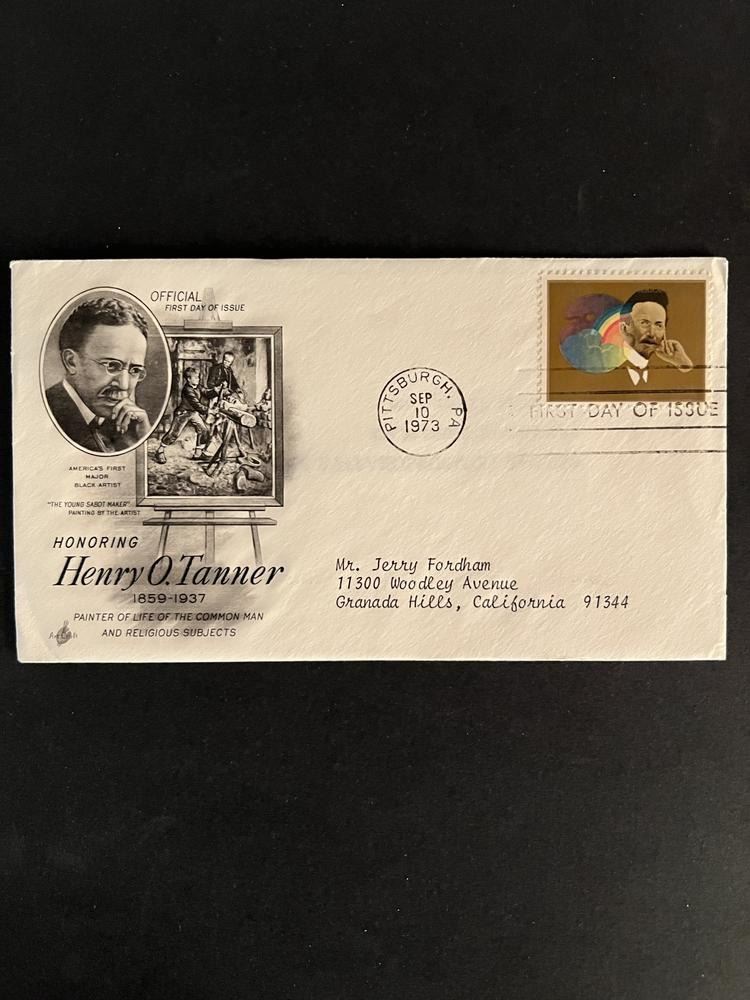 OFFICIAL
FIRST DAY OF ISSUE
AMERICA'S FIRST
MAJOR
BLACK ARTIST
"THE YOUNG SABOT MAKER"
PAINTING BY THE ARTIST
HONORING
Henry O. Tanner
1859-1937
PAINTER OF LIFE OF THE COMMON MAN
AND RELIGIOUS SUBJECTS
PITTSBURGH, PA
SEP
10
1973
FIRST DAY OF ISSUE
Mr. Jerry Fordham
11300 Woodley Avenue
Granada Hills, California 91344